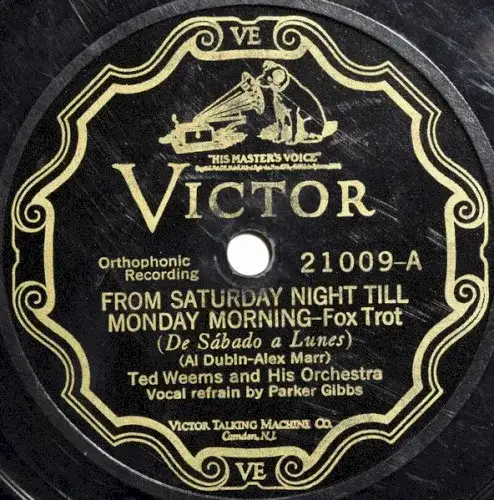 VE
"HIS MASTER'S VOICE"
VICTOR
Orthophonic
Recording
21009-A
FROM SATURDAY NIGHT TILL
MONDAY MORNING-Fox Trot
(De Sábado a Lunes)
(Al Dubin-Alex Marr)
Ted Weems and His Orchestra
Vocal refrain by Parker Gibbs
VICTOR TALKING MACHINE CO.
Camden, N.J.
VE